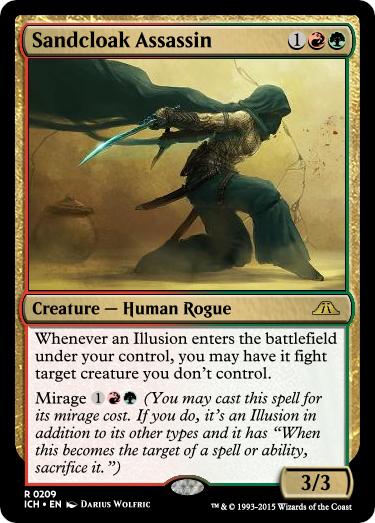 Sandcloak Assassin 1
Creature — Human Rogue
Whenever an Illusion enters the battlefield
under your control, you may have it fight
target creature you don't control.
Mirage 1 (You may cast this spell for
its mirage cost. If you do, it's an Illusion in
addition to its other types and it has “When
this becomes the target of a spell or ability,
sacrifice it.”)
3/3
R 0209
ICH • EN Darius Wolfric
™ & © 1993-2015 Wizards of the Coast